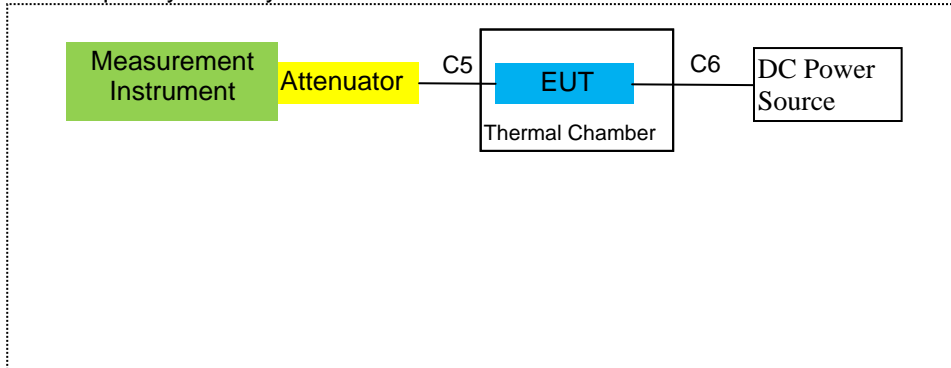 Measurement
Instrument
Attenuator
C5
EUT
Thermal Chamber
C6
DC Power
Source